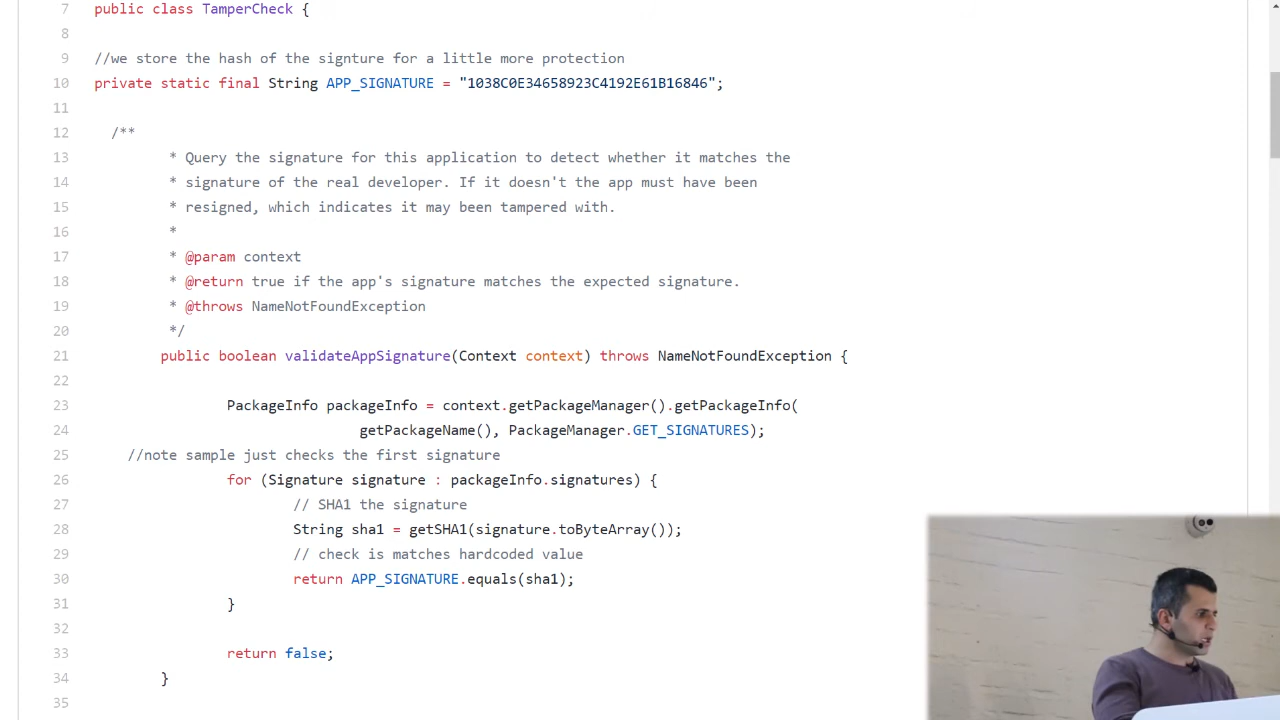 7 public class TamperCheck {
8
9 //we store the hash of the signture for a little more protection
10 private static final String APP_SIGNATURE = "1038C0E34658923C4192E61B16846";
11
12 /**
13 * Query the signature for this application to detect whether it matches the
14 * signature of the real developer. If it doesn't the app must have been
15 * resigned, which indicates it may been tampered with.
16 *
17 * @param context
18 * @return true if the app's signature matches the expected signature.
19 * @throws NameNotFoundException
20 */
21 public boolean validateAppSignature(Context context) throws NameNotFoundException {
22
23 PackageInfo packageInfo = context.getPackageManager().getPackageInfo(
24 getPackageName(), PackageManager.GET_SIGNATURES);
25 //note sample just checks the first signature
26 for (Signature signature : packageInfo.signatures) {
27 // SHA1 the signature
28 String sha1 = getSHA1(signature.toByteArray());
29 // check is matches hardcoded value
30 return APP_SIGNATURE.equals(sha1);
31 }
32
33 return false;
34 }
35